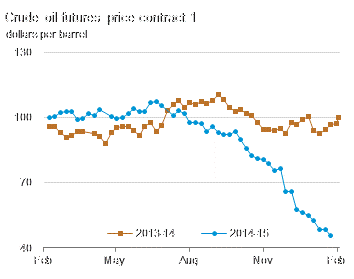 Crude oil futures price contract 1
dollars per barrel
130
100
70
40
2013-14 2014-15
Feb May Aug Nov Feb